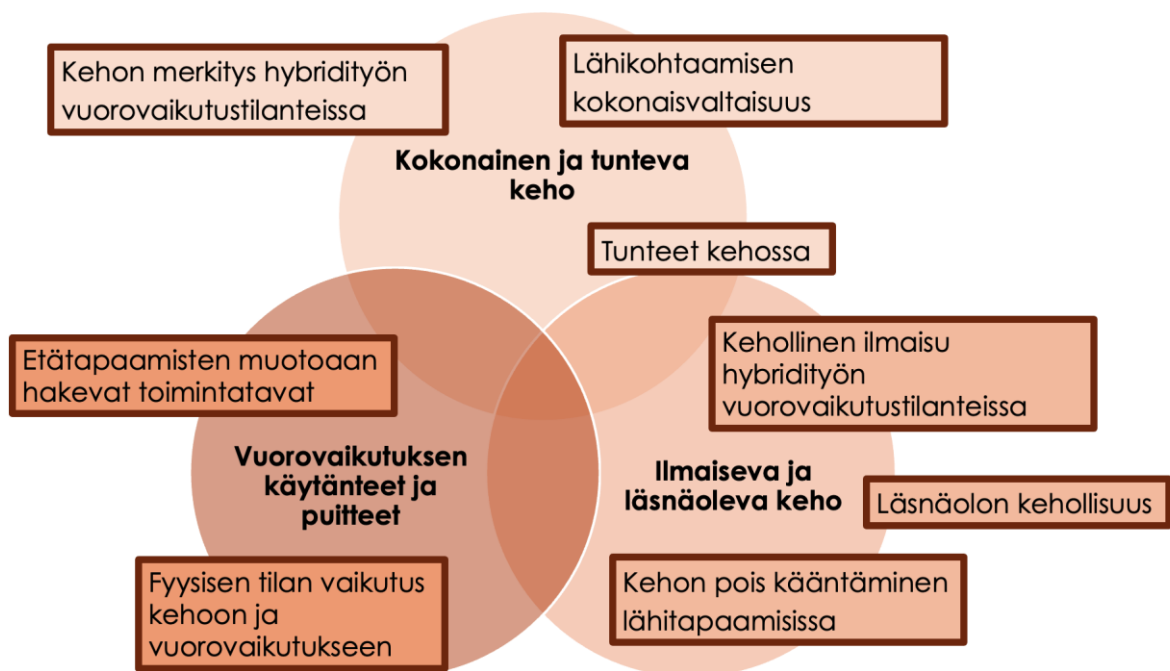 Kehon merkitys hybridityön
vuorovaikutustilanteissa
Lähikohtaamisen
kokonaisvaltaisuus
Kokonainen ja tunteva
keho
Tunteet kehossa
Etätapaamisten muotoaan
hakevat toimintatavat
Kehollinen ilmaisu
hybridityön
vuorovaikutustilanteissa
Vuorovaikutuksen
käytänteet ja
puitteet
Ilmaiseva ja
läsnäoleva keho
Läsnäolon kehollisuus
Fyysisen tilan vaikutus
kehoon ja
vuorovaikutukseen
Kehon pois kääntäminen
lähitapaamisissa